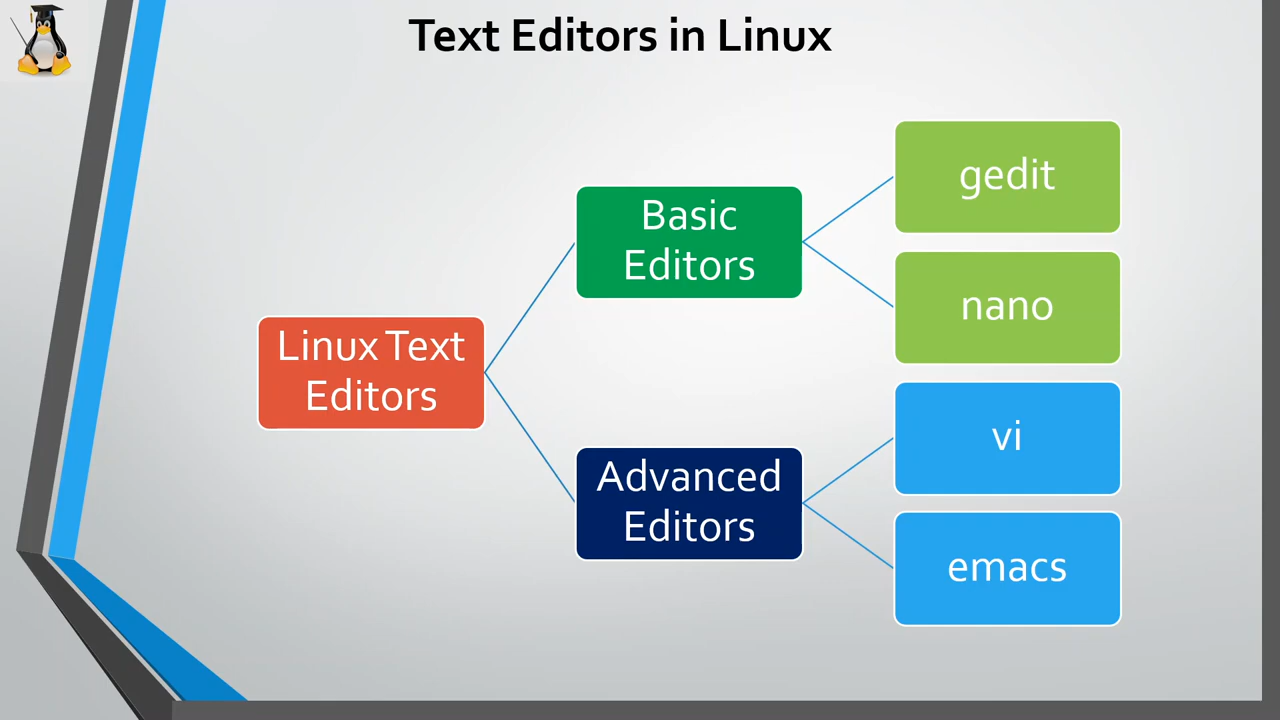 Text Editors in Linux
Linux Text
Editors
Basic
Editors
gedit
nano
Advanced
Editors
vi
emacs